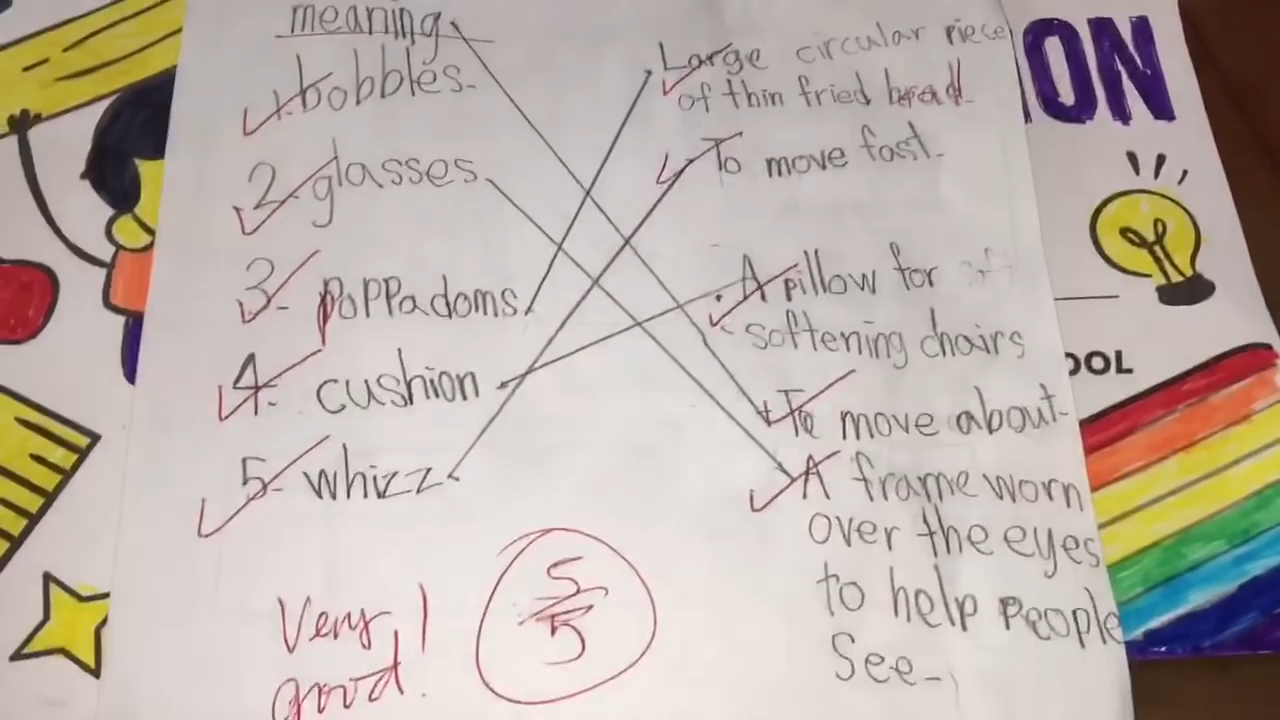 meaning
1. bobbles.
2. glasses
3- poppadoms.
4. cushion
5- whizz
Very
good!
5/5
Large circular piece
of thin fried bread.
To move fast.
A pillow for
softening chairs
To move about.
A frame worn
over the eyes
to help people
See-
ON
OOL